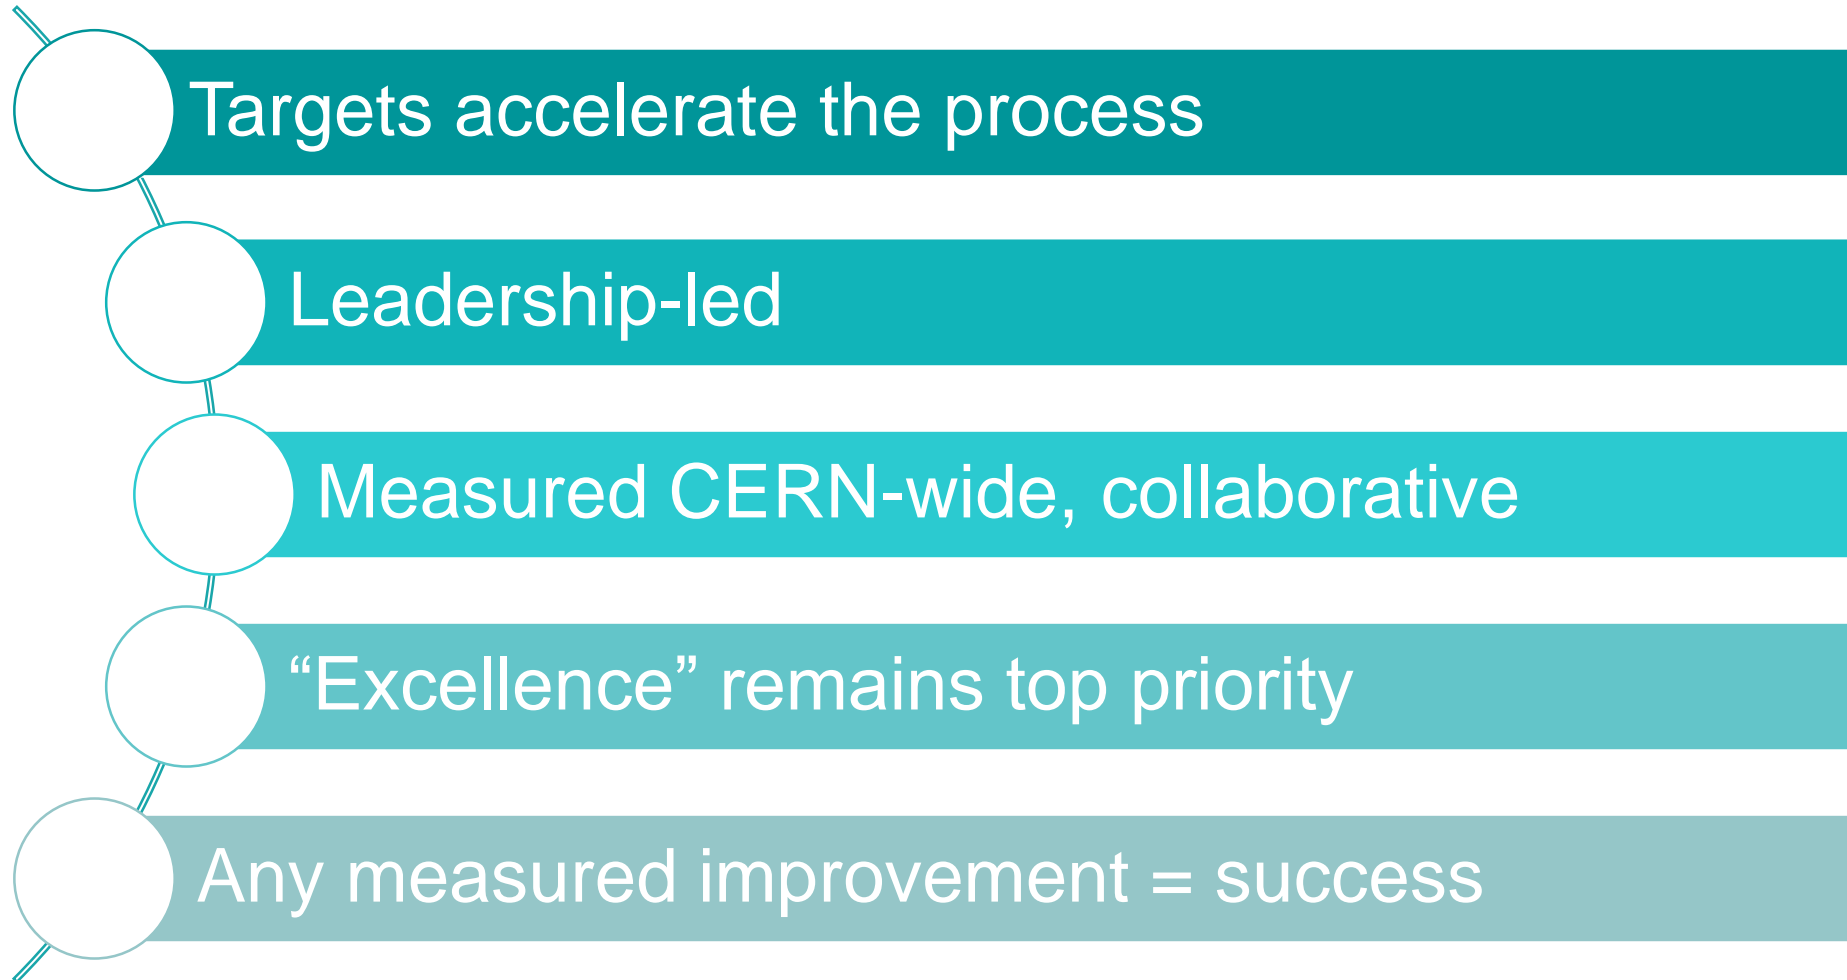 Targets accelerate the process
Leadership-led
Measured CERN-wide, collaborative
“Excellence” remains top priority
Any measured improvement = success